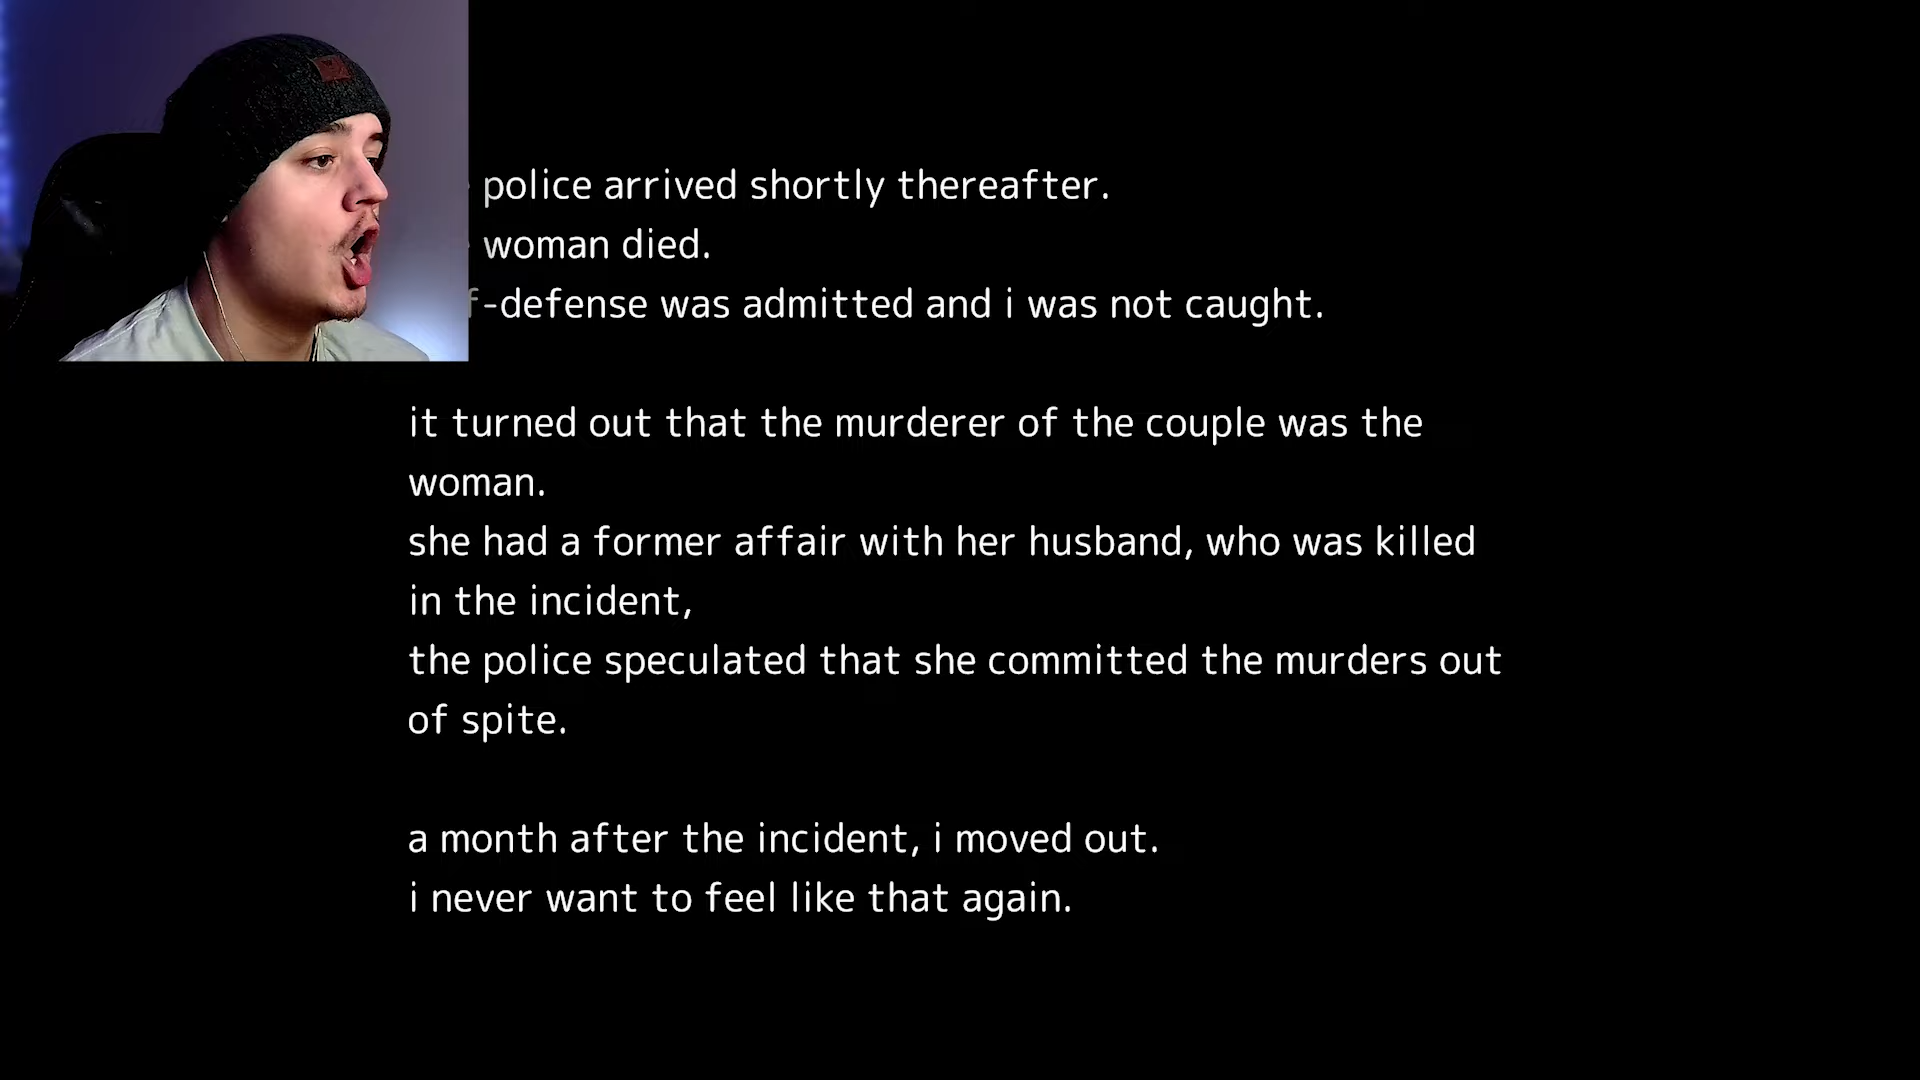 police arrived shortly thereafter.
woman died.
f-defense was admitted and i was not caught.
it turned out that the murderer of the couple was the
woman.
she had a former affair with her husband, who was killed
in the incident,
the police speculated that she committed the murders out
of spite.
a month after the incident, i moved out.
i never want to feel like that again.